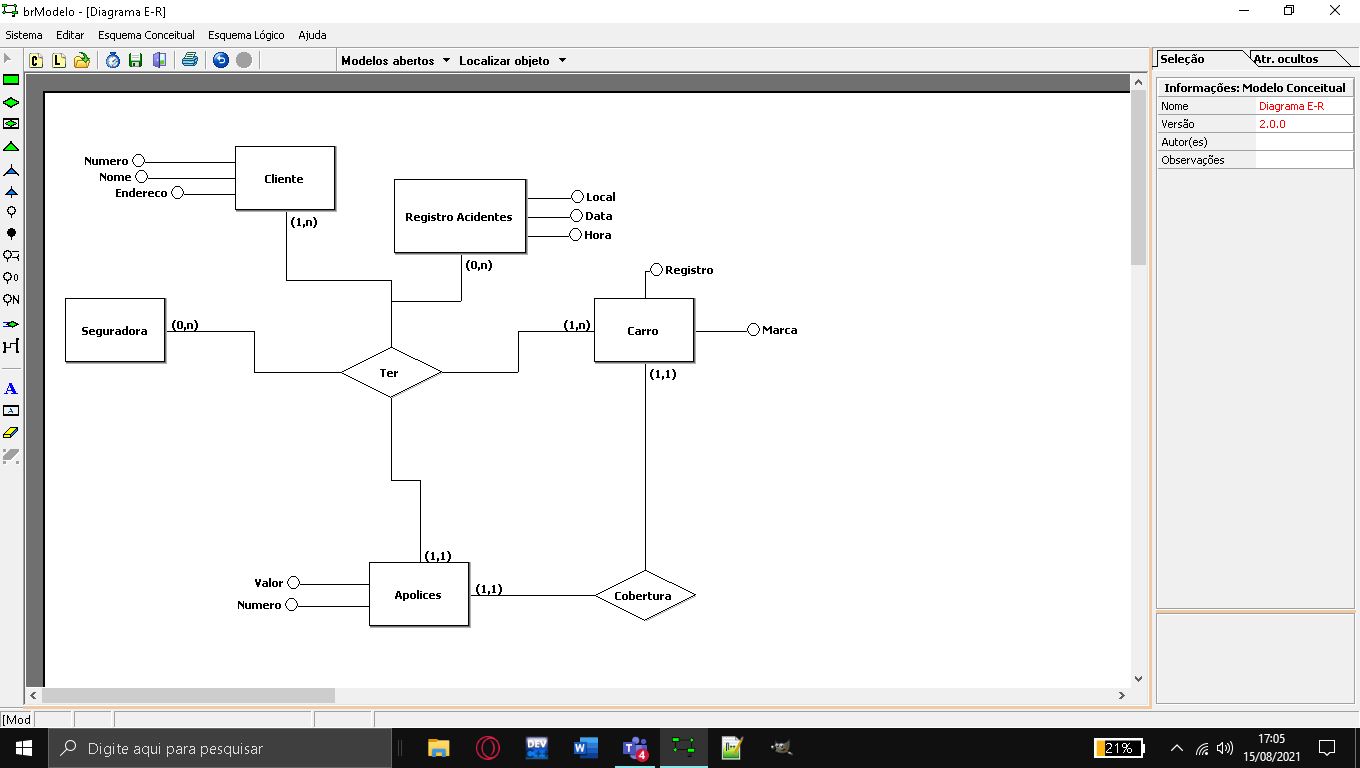 brModelo - [Diagrama E-R]
Sistema Editar Esquema Conceitual Esquema Lógico Ajuda
C L Modelos abertos Localizar objeto
Seleção Atr. ocultos
Informações: Modelo Conceitual
Nome Diagrama E-R
Versão 2.0.0
Autor(es)
Observações
Numero
Nome
Endereco
Cliente
(1,n)
Registro Acidentes
Local
Data
Hora
(0,n)
Registro
Seguradora
(0,n)
(1,n)
Carro
Marca
(1,1)
Ter
(1,1)
Valor
Numero
Apolices
(1,1)
Cobertura
0
N
A
A
[Mod
Digite aqui para pesquisar
DEV
W
T
4
21%
17:05
15/08/2021